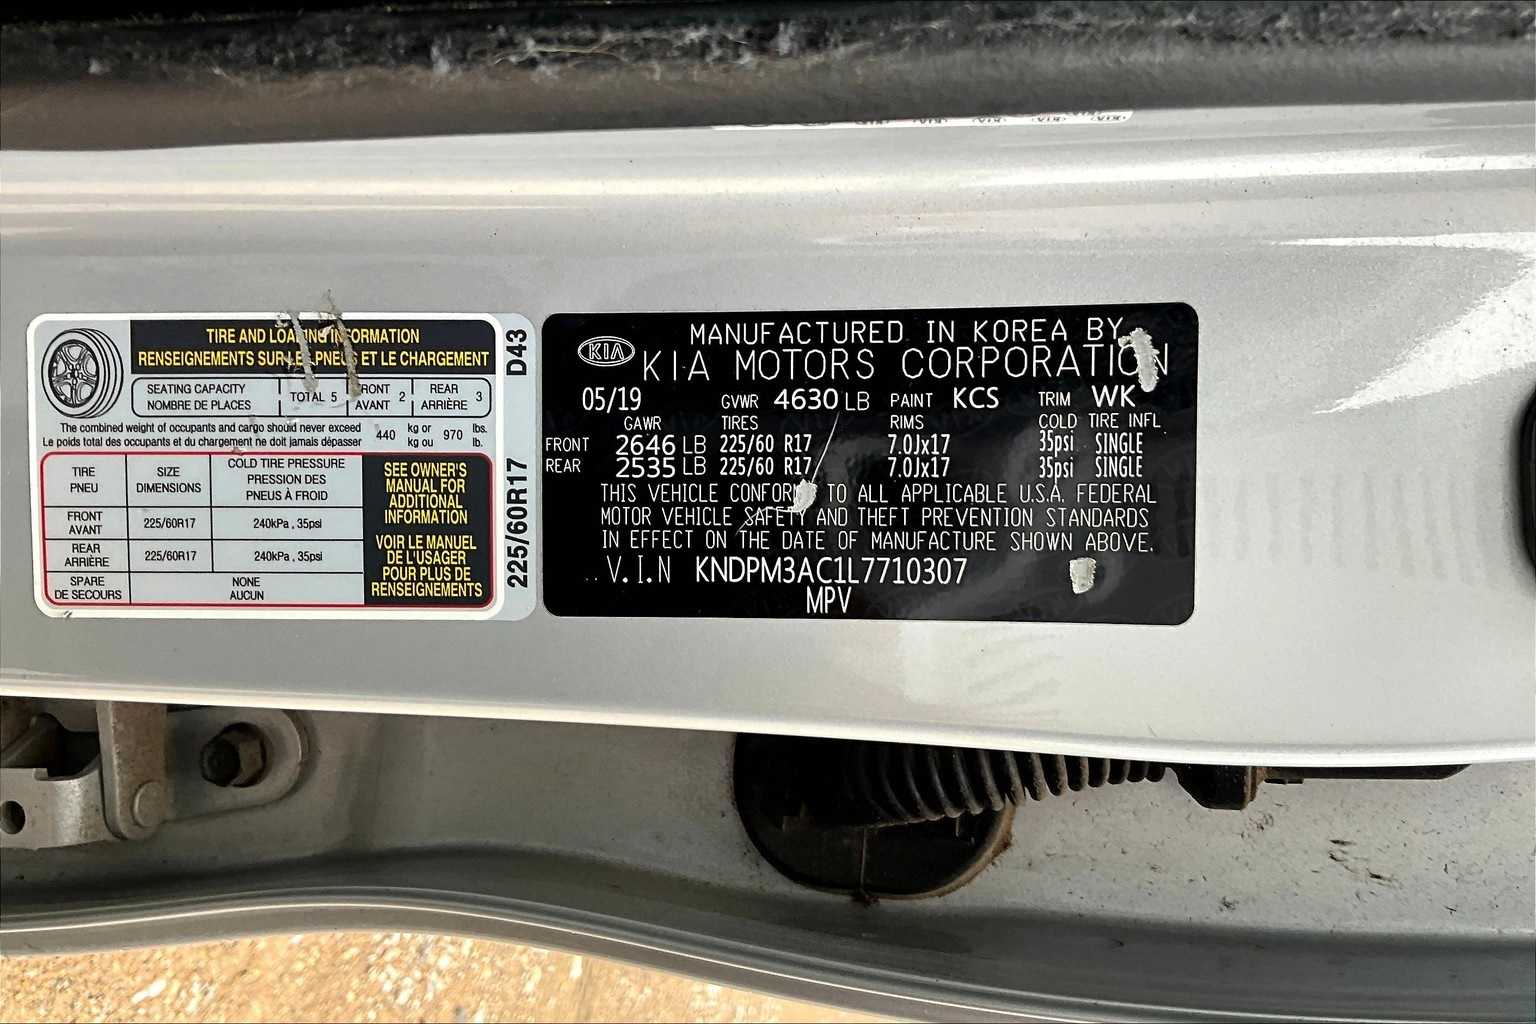 TIRE AND LOADING INFORMATION
RENSEIGNEMENTS SUR LES PNEUS ET LE CHARGEMENT
SEATING CAPACITY
NOMBRE DE PLACES
TOTAL 5
FRONT
AVANT 2
REAR
ARRIÈRE 3
The combined weight of occupants and cargo should never exceed 440 kg or 970 lbs.
Le poids total des occupants et du chargement ne doit jamais dépasser kg ou lb.
TIRE
PNEU
SIZE
DIMENSIONS
COLD TIRE PRESSURE
PRESSION DES
PNEUS À FROID
FRONT
AVANT
225/60R17
240kPa , 35psi
REAR
ARRIÈRE
225/60R17
240kPa , 35psi
SPARE
DE SECOURS
NONE
AUCUN
SEE OWNER'S
MANUAL FOR
ADDITIONAL
INFORMATION
VOIR LE MANUEL
DE L'USAGER
POUR PLUS DE
RENSEIGNEMENTS
225/60R17 D43
KIA
MANUFACTURED IN KOREA BY
KIA MOTORS CORPORATION
05/19 GVWR 4630 LB PAINT KCS TRIM WK
GAWR TIRES RIMS COLD TIRE INFL
FRONT 2646 LB 225/60 R17 7.0Jx17 35psi SINGLE
REAR 2535 LB 225/60 R17 7.0Jx17 35psi SINGLE
THIS VEHICLE CONFORMS TO ALL APPLICABLE U.S.A. FEDERAL
MOTOR VEHICLE SAFETY AND THEFT PREVENTION STANDARDS
IN EFFECT ON THE DATE OF MANUFACTURE SHOWN ABOVE.
V.I.N KNDPM3AC1L7710307
MPV